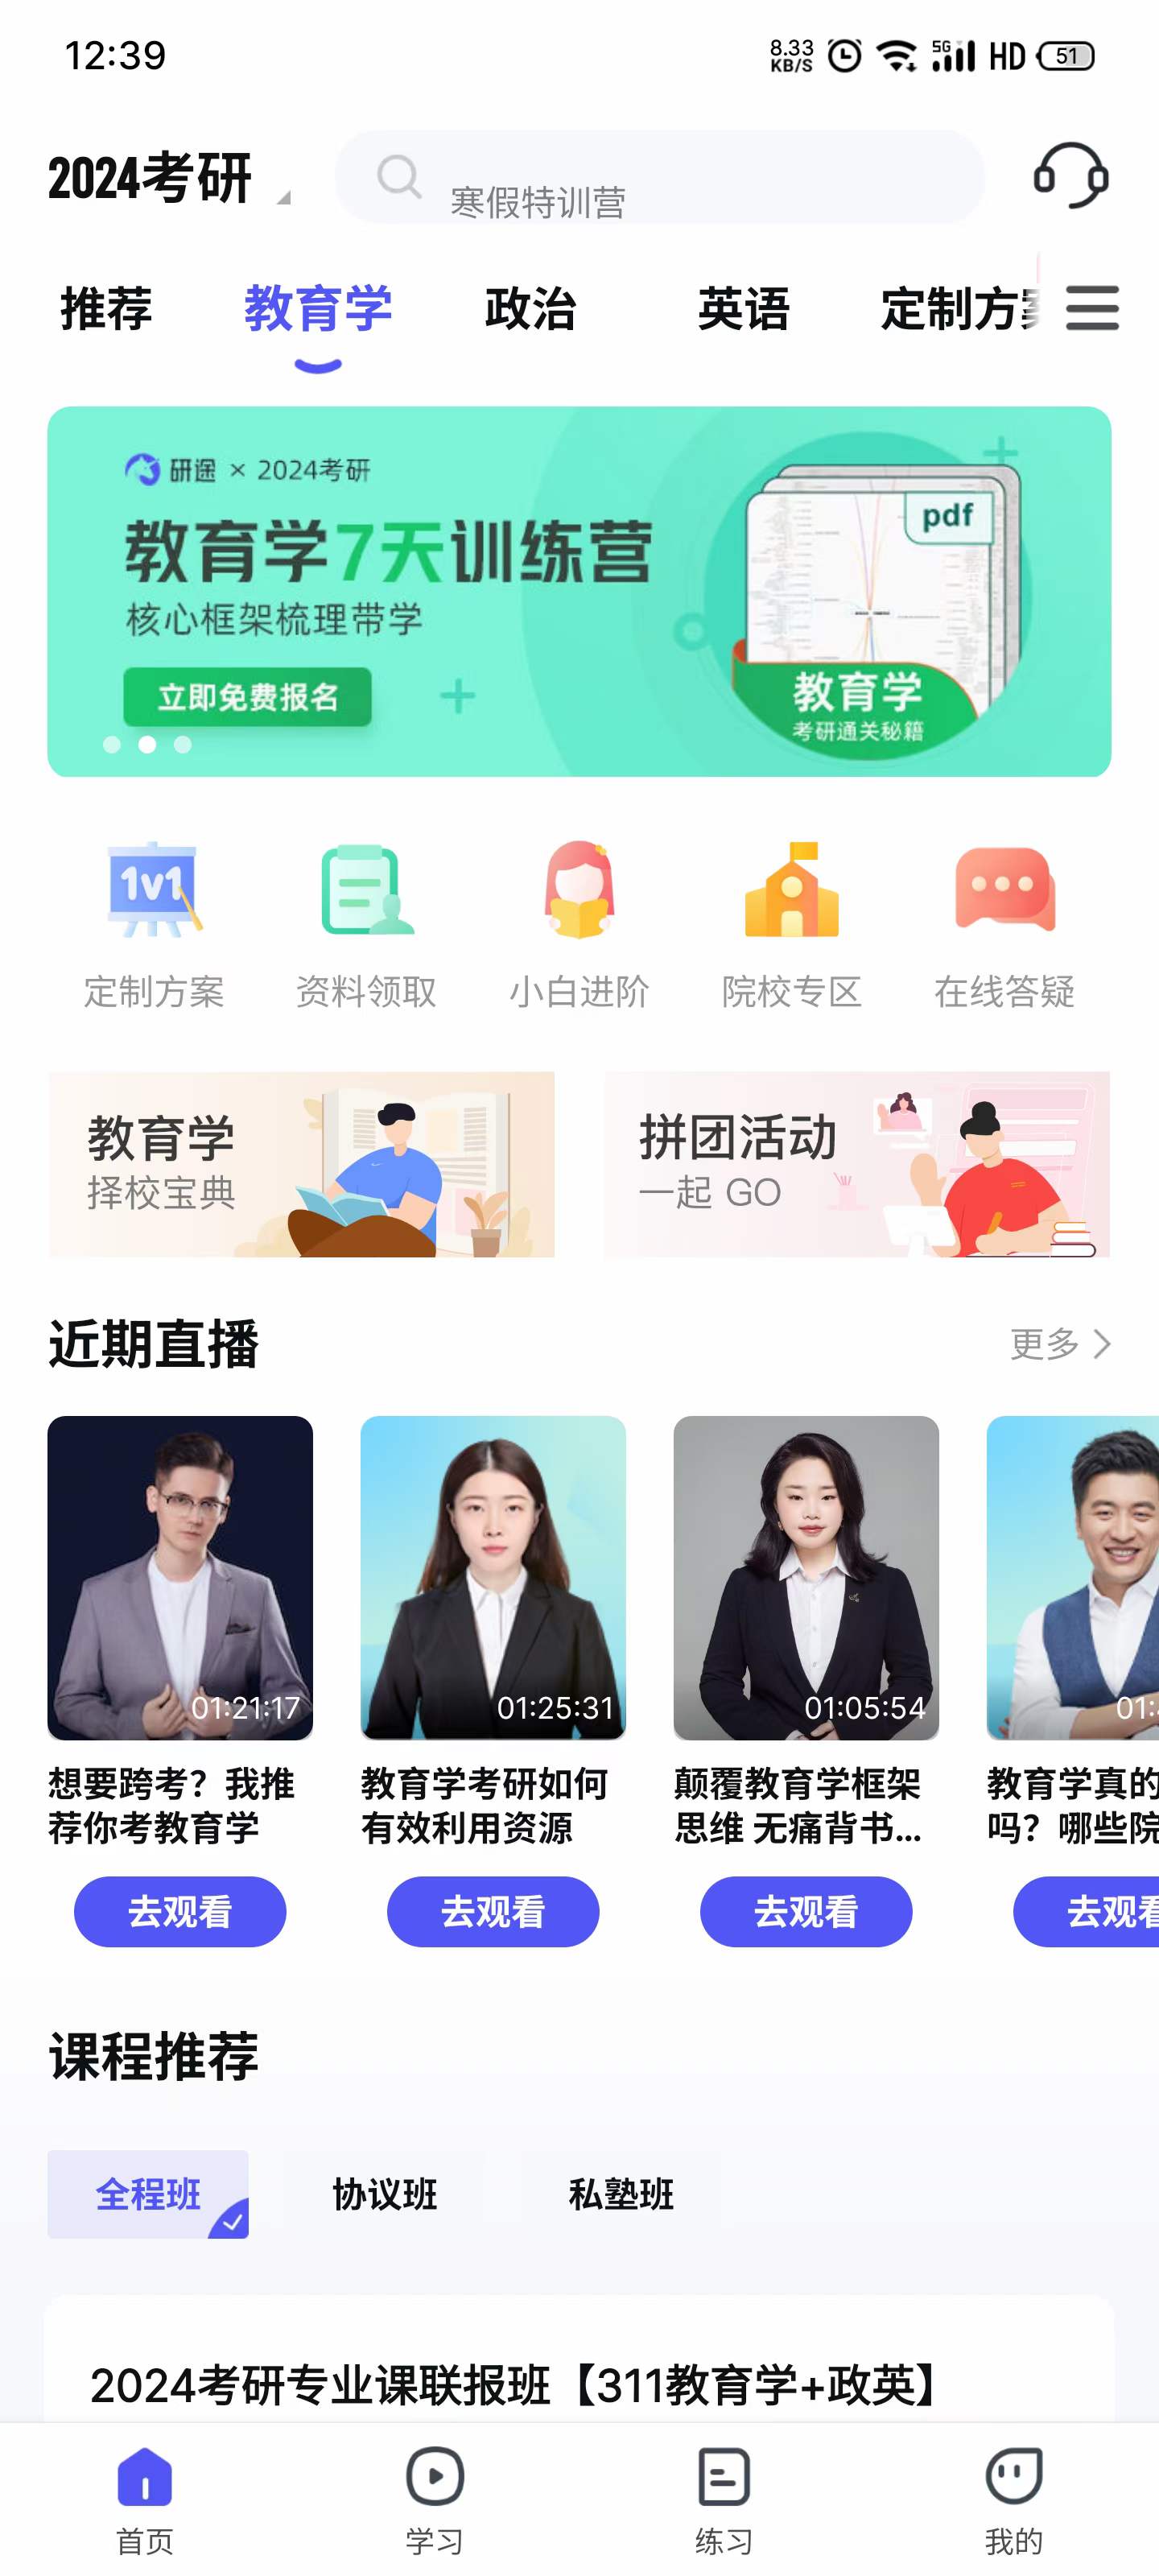 12:39
8.33 KB/S 5G HD 51
2024考研
寒假特训营
推荐 教育学 政治 英语 定制方案
研途 × 2024考研
教育学7天训练营
核心框架梳理带学
立即免费报名
pdf
教育学
考研通关秘籍
1v1
定制方案 资料领取 小白进阶 院校专区 在线答疑
教育学
择校宝典
拼团活动
一起 GO
近期直播
更多
01:21:17 01:25:31 01:05:54 01:
想要跨考？我推
荐你考教育学
教育学考研如何
有效利用资源
颠覆教育学框架
思维 无痛背书...
教育学真的
吗？哪些院
去观看 去观看 去观看 去观看
课程推荐
全程班 协议班 私塾班
2024考研专业课联报班【311教育学+政英】
首页 学习 练习 我的